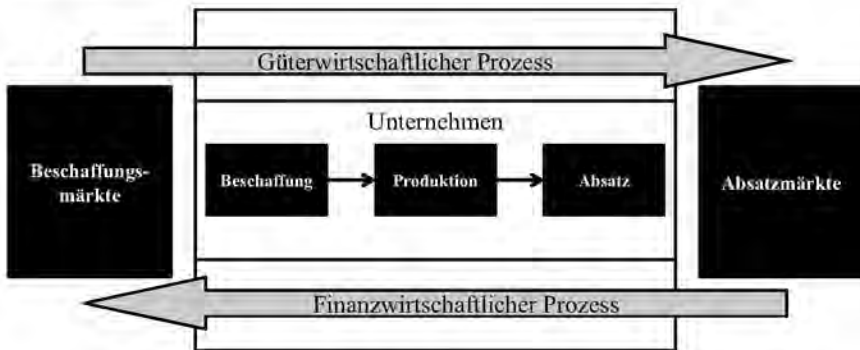 Güterwirtschaftlicher Prozess
Unternehmen
Beschaffungs-
märkte
Beschaffung
Produktion
Absatz
Absatzmärkte
Finanzwirtschaftlicher Prozess